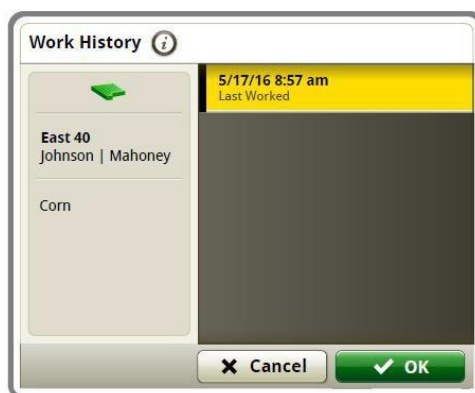 Work History i
East 40
Johnson | Mahoney
Corn
5/17/16 8:57 am
Last Worked
Cancel
OK